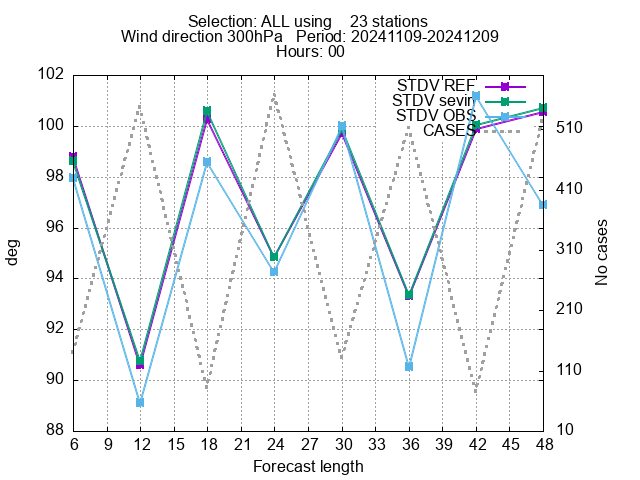 Selection: ALL using    23 stations
Wind direction 300hPa   Period: 20241109-20241209
Hours: 00
102
100
98
96
94
92
90
88
deg
STDV REF
STDV sevin
STDV OBS
CASES
510
410
310
210
110
10
No cases
6 9 12 15 18 21 24 27 30 33 36 39 42 45 48
Forecast length